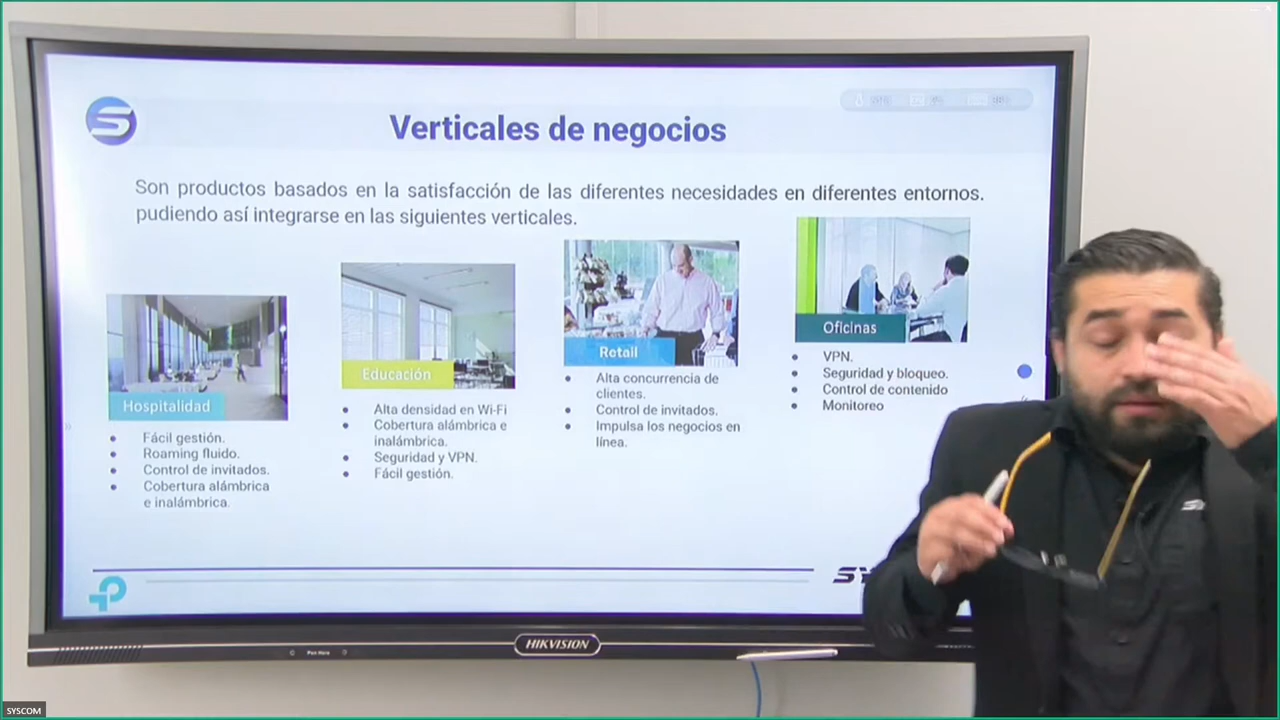 Verticales de negocios
Son productos basados en la satisfacción de las diferentes necesidades en diferentes entornos.
pudiendo así integrarse en las siguientes verticales.
Hospitalidad
Fácil gestión.
Roaming fluido.
Control de invitados.
Cobertura alámbrica
e inalámbrica.
Educación
Alta densidad en Wi-Fi
Cobertura alámbrica e
inalámbrica.
Seguridad y VPN.
Fácil gestión.
Retail
Alta concurrencia de
clientes.
Control de invitados.
Impulsa los negocios en
línea.
Oficinas
VPN.
Seguridad y bloqueo.
Control de contenido
Monitoreo
SY
HIKVISION
SYSCOM